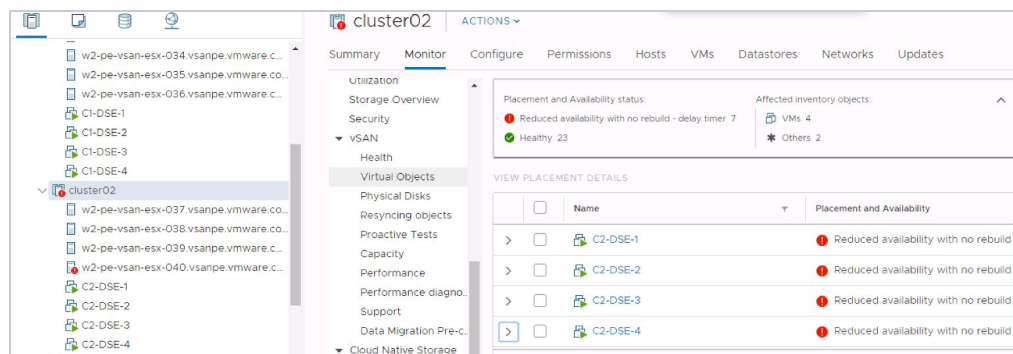 cluster02 ACTIONS
Summary Monitor Configure Permissions Hosts VMs Datastores Networks Updates
w2-pe-vsan-esx-034.vsanpe.vmware.c...
w2-pe-vsan-esx-035.vsanpe.vmware.co...
w2-pe-vsan-esx-036.vsanpe.vmware.c...
C1-DSE-1
C1-DSE-2
C1-DSE-3
C1-DSE-4
cluster02
w2-pe-vsan-esx-037.vsanpe.vmware.co...
w2-pe-vsan-esx-038.vsanpe.vmware.co...
w2-pe-vsan-esx-039.vsanpe.vmware.c...
w2-pe-vsan-esx-040.vsanpe.vmware.c...
C2-DSE-1
C2-DSE-2
C2-DSE-3
C2-DSE-4
Utilization
Storage Overview
Security
vSAN
Health
Virtual Objects
Physical Disks
Resyncing objects
Proactive Tests
Capacity
Performance
Performance diagno...
Support
Data Migration Pre-c...
Cloud Native Storage
Placement and Availability status:
Reduced availability with no rebuild - delay timer 7
Healthy 23
Affected inventory objects:
VMs 4
Others 2
VIEW PLACEMENT DETAILS
Name Placement and Availability
C2-DSE-1 Reduced availability with no rebuild
C2-DSE-2 Reduced availability with no rebuild
C2-DSE-3 Reduced availability with no rebuild
C2-DSE-4 Reduced availability with no rebuild